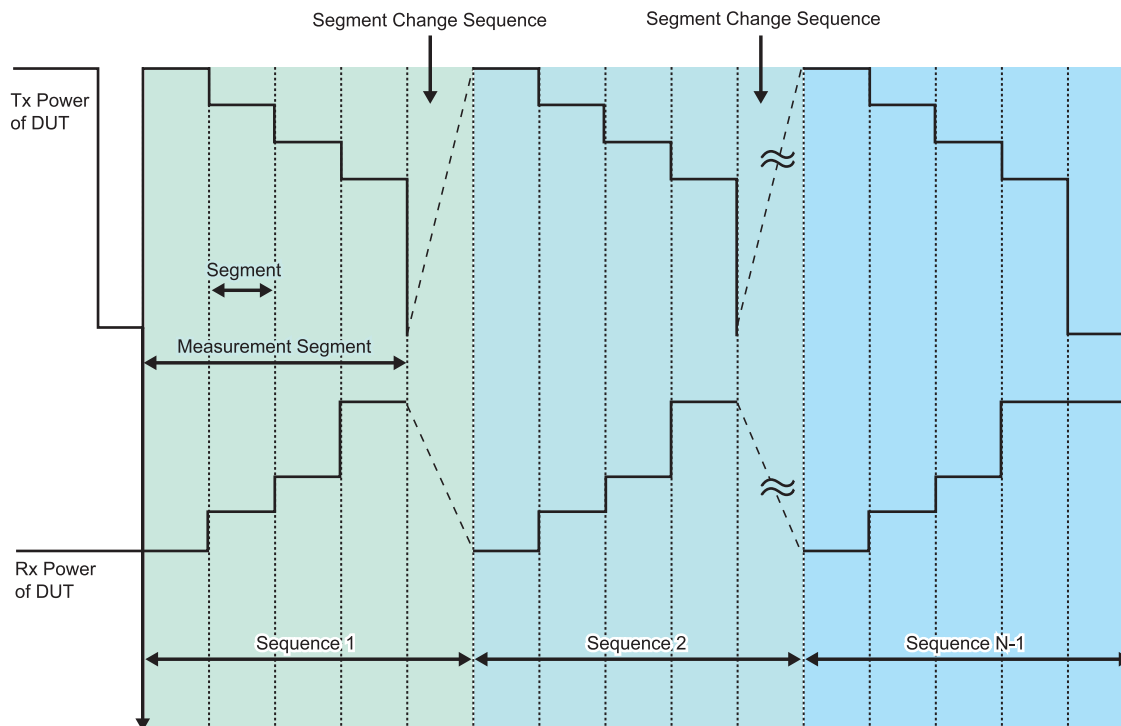 Segment Change Sequence
Segment Change Sequence
Tx Power
of DUT
Segment
Measurement Segment
Rx Power
of DUT
Sequence 1
Sequence 2
Sequence N-1